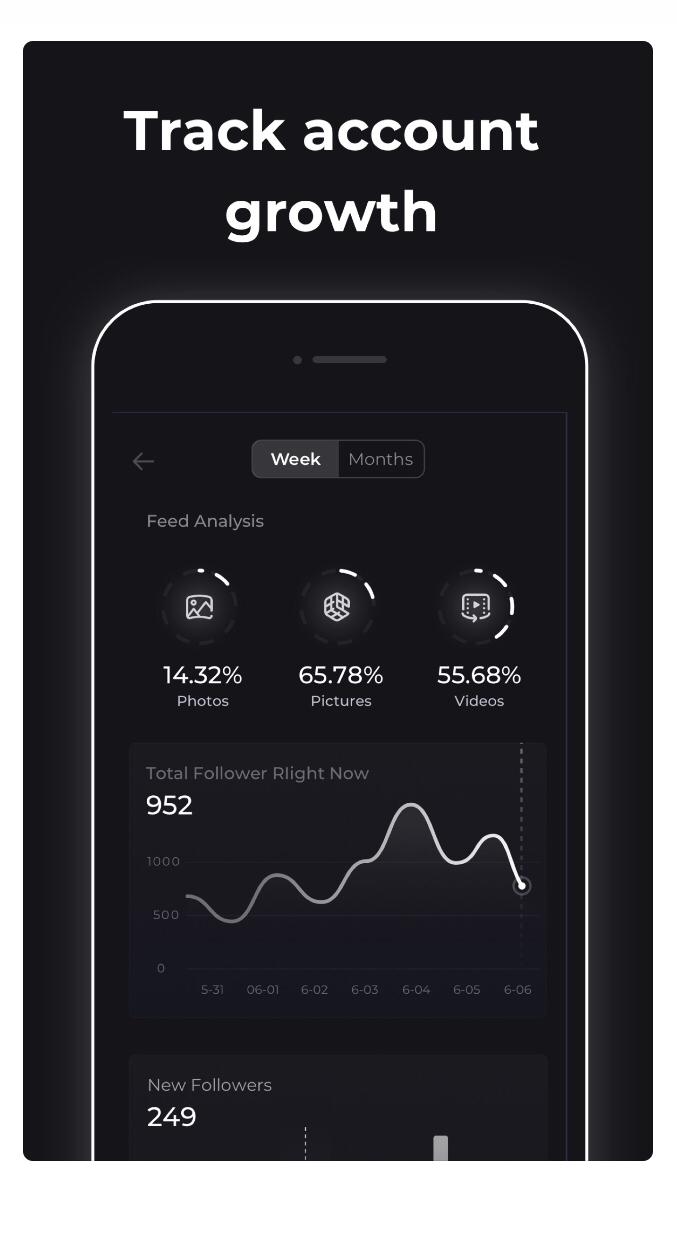 Track account
growth
Week Months
Feed Analysis
14.32% 65.78% 55.68%
Photos Pictures Videos
Total Follower Rlight Now
952
1000
500
0
5-31 06-01 6-02 6-03 6-04 6-05 6-06
New Followers
249